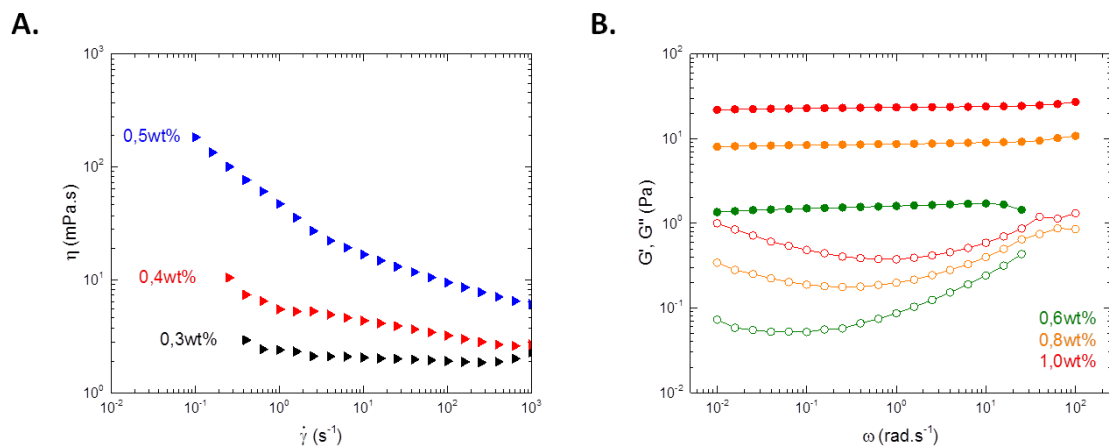 A.
B.
10³
10²
10¹
10⁰
η (mPa.s)
0,5wt%
0,4wt%
0,3wt%
10⁻² 10⁻¹ 10⁰ 10¹ 10² 10³
γ̇ (s⁻¹)
10²
10¹
10⁰
10⁻¹
10⁻²
G', G" (Pa)
0,6wt%
0,8wt%
1,0wt%
10⁻² 10⁻¹ 10⁰ 10¹ 10²
ω (rad.s⁻¹)